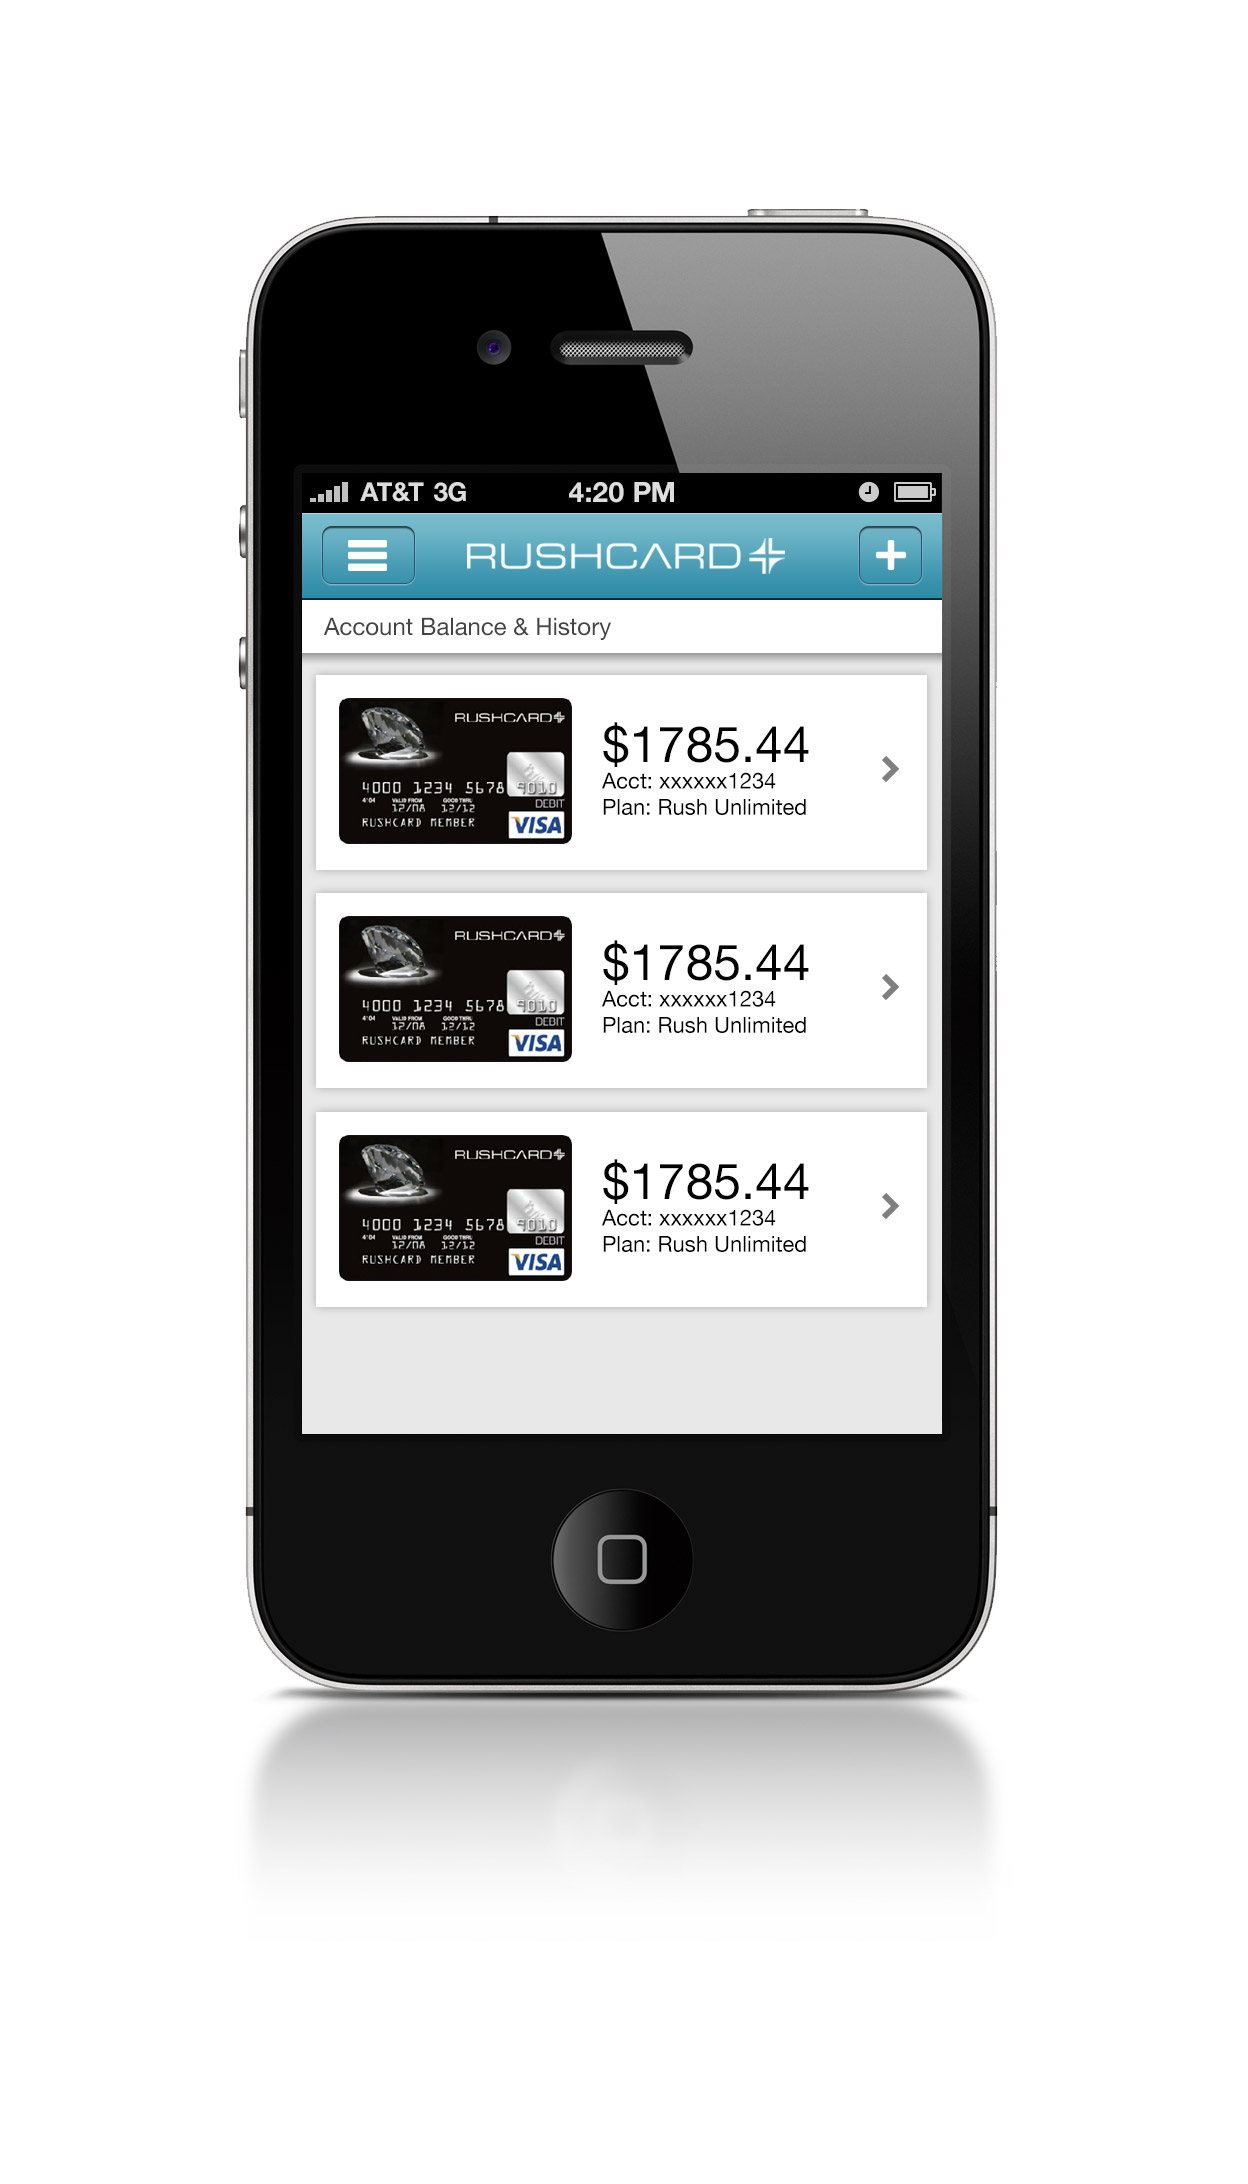 AT&T 3G 4:20 PM
RUSHCARD
Account Balance & History
RUSHCARD
4000 1234 5678 9010
4'04 VALID FROM 12/08 GOOD THRU 12/12
DEBIT
RUSHCARD MEMBER
VISA
$1785.44
Acct: xxxxxx1234
Plan: Rush Unlimited
RUSHCARD
4000 1234 5678 9010
4'04 VALID FROM 12/08 GOOD THRU 12/12
DEBIT
RUSHCARD MEMBER
VISA
$1785.44
Acct: xxxxxx1234
Plan: Rush Unlimited
RUSHCARD
4000 1234 5678 9010
4'04 VALID FROM 12/08 GOOD THRU 12/12
DEBIT
RUSHCARD MEMBER
VISA
$1785.44
Acct: xxxxxx1234
Plan: Rush Unlimited